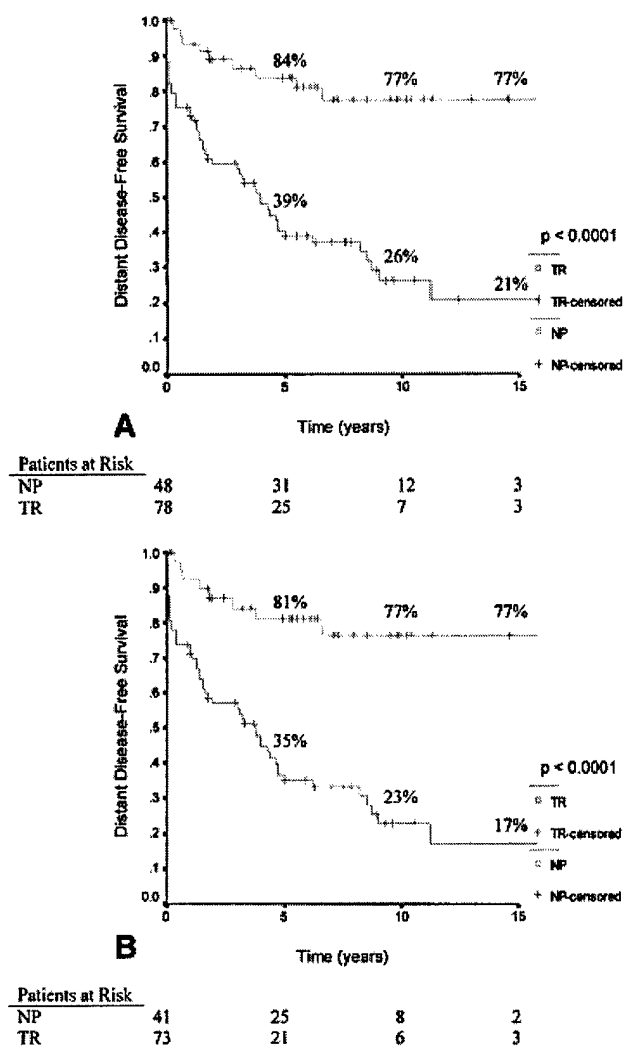 Distant Disease-Free Survival
1.0
.9
.8
.7
.6
.5
.4
.3
.2
.1
0.0
84%
77%
77%
39%
26%
21%
p < 0.0001
TR
TR-censored
NP
NP-censored
0 5 10 15
Time (years)
A
Patients at Risk
NP 48 31 12 3
TR 78 25 7 3
Distant Disease-Free Survival
1.0
.9
.8
.7
.6
.5
.4
.3
.2
.1
0.0
81%
77%
77%
35%
23%
17%
p < 0.0001
TR
TR-censored
NP
NP-censored
0 5 10 15
Time (years)
B
Patients at Risk
NP 41 25 8 2
TR 73 21 6 3